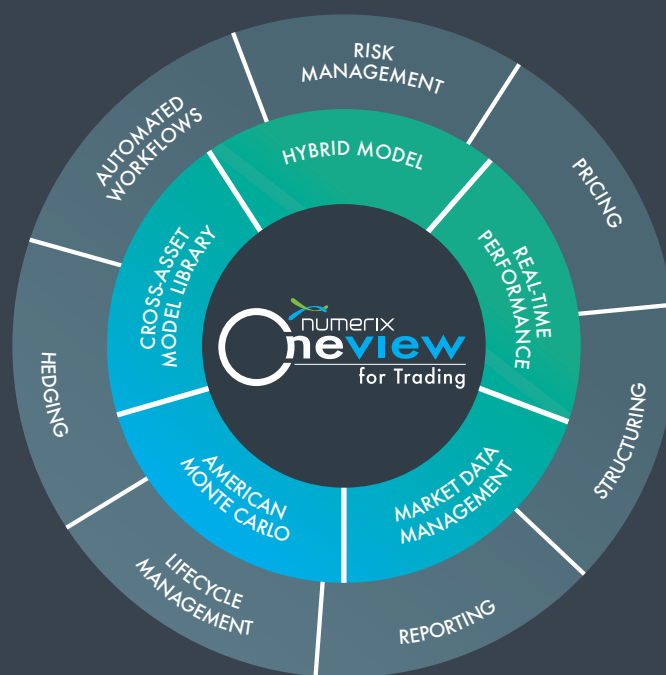 RISK
MANAGEMENT
PRICING
STRUCTURING
REPORTING
LIFECYCLE
MANAGEMENT
HEDGING
AUTOMATED
WORKFLOWS
HYBRID MODEL
REAL-TIME
PERFORMANCE
MARKET DATA
MANAGEMENT
AMERICAN
MONTE CARLO
CROSS-ASSET
MODEL LIBRARY
numerix
Oneview
for Trading